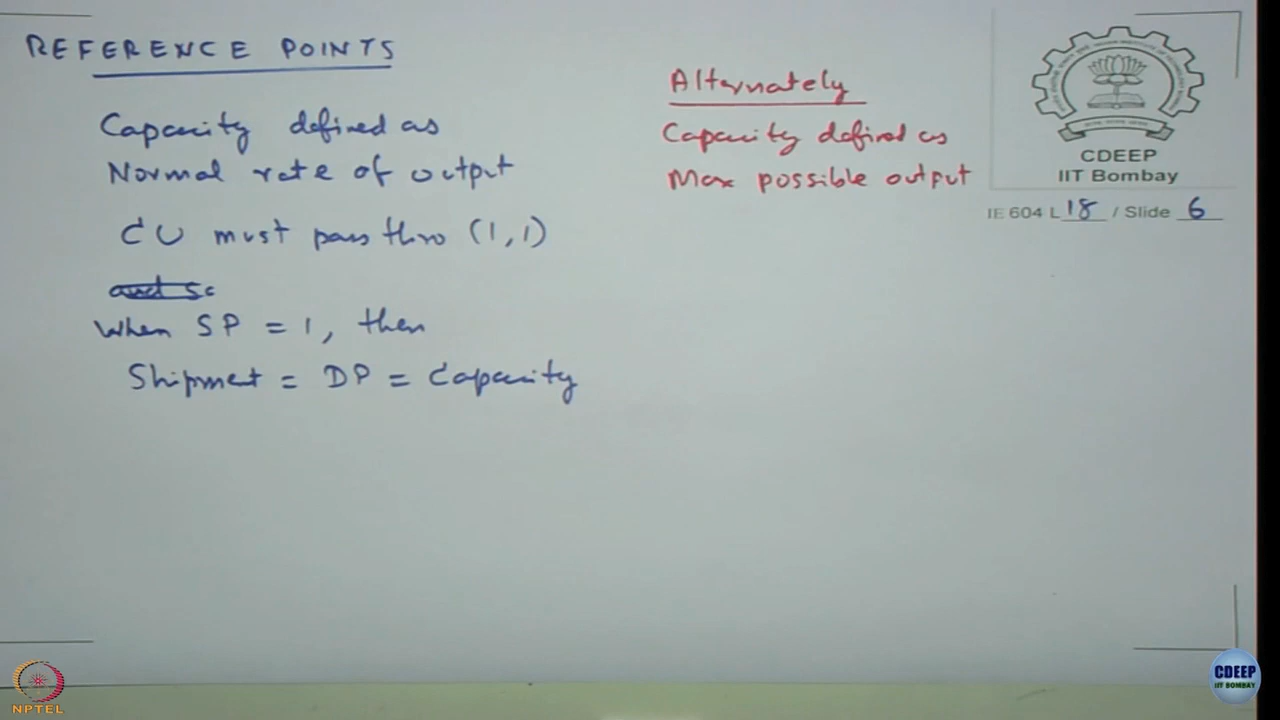 REFERENCE POINTS
Capacity defined as
Normal rate of output
CU must pass thro (1,1)
When SP = 1, then
Shipment = DP = Capacity
Alternately
Capacity defined as
Max possible output
CDEEP
IIT Bombay
IE 604 L 18 / Slide 6
NPTEL
CDEEP
IIT BOMBAY